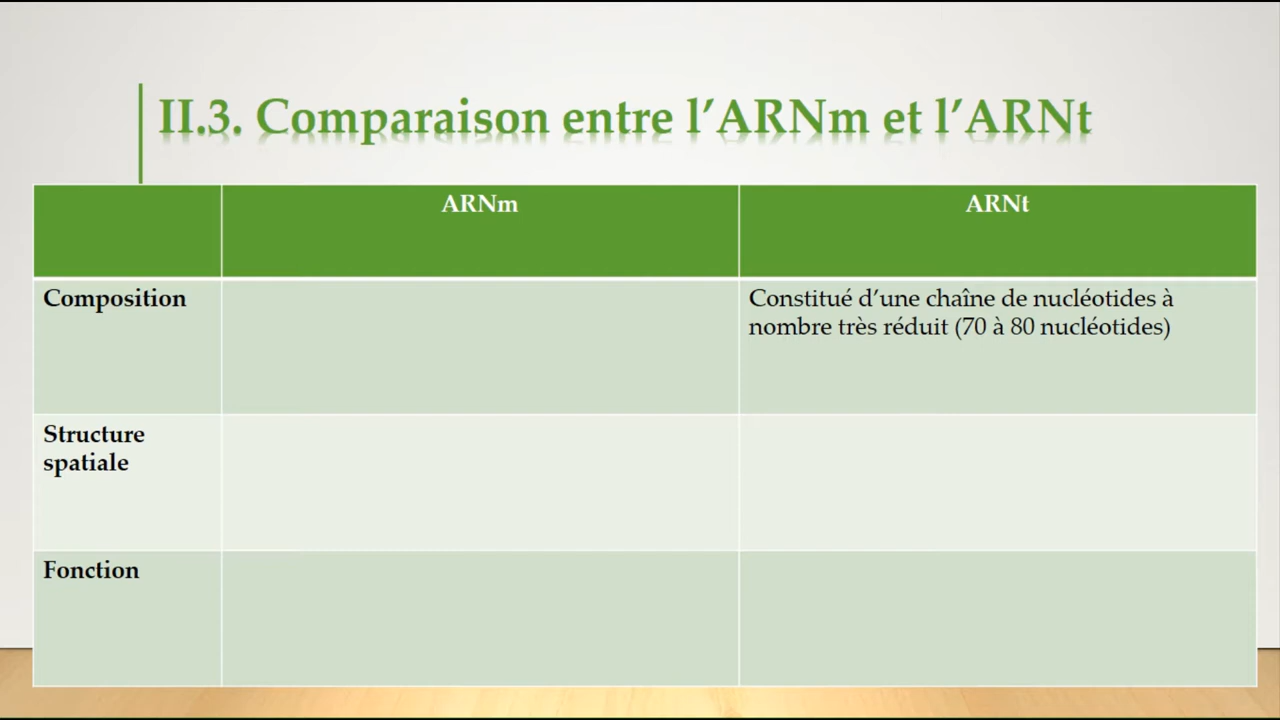 II.3. Comparaison entre l’ARNm et l’ARNt
ARNm
ARNt
Composition
Constitué d’une chaîne de nucléotides à
nombre très réduit (70 à 80 nucléotides)
Structure
spatiale
Fonction